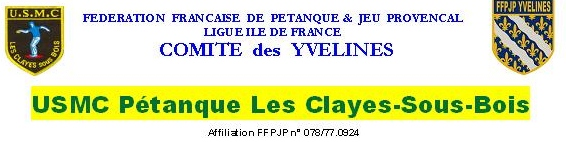 U.S.M.C
LES CLAYES SOUS BOIS
FEDERATION FRANCAISE DE PETANQUE & JEU PROVENCAL
LIGUE ILE DE FRANCE
COMITE des YVELINES
FFPJP YVELINES
USMC Pétanque Les Clayes-Sous-Bois
Affiliation FFPJP n° 078/77.0924